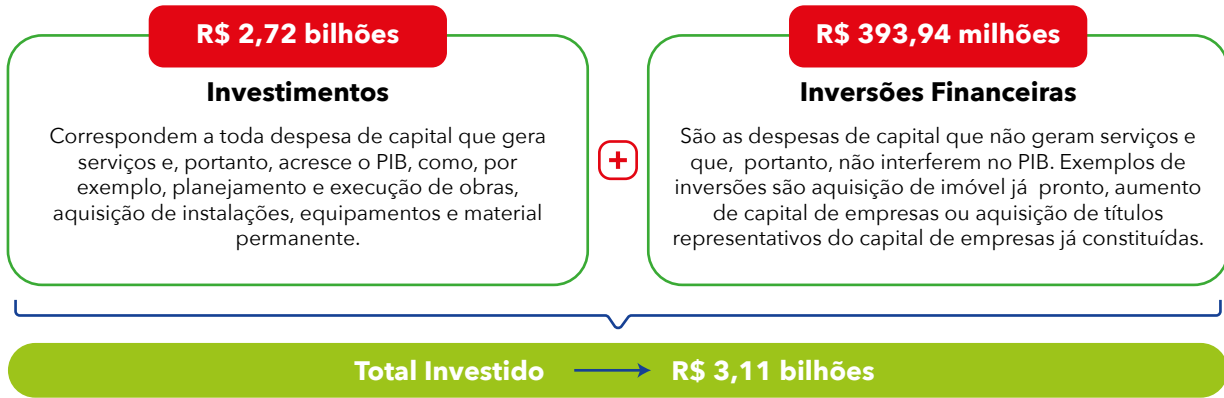 R$ 2,72 bilhões
Investimentos
Correspondem a toda despesa de capital que gera
serviços e, portanto, acresce o PIB, como, por
exemplo, planejamento e execução de obras,
aquisição de instalações, equipamentos e material
permanente.
+
R$ 393,94 milhões
Inversões Financeiras
São as despesas de capital que não geram serviços e
que, portanto, não interferem no PIB. Exemplos de
inversões são aquisição de imóvel já pronto, aumento
de capital de empresas ou aquisição de títulos
representativos do capital de empresas já constituídas.
Total Investido → R$ 3,11 bilhões